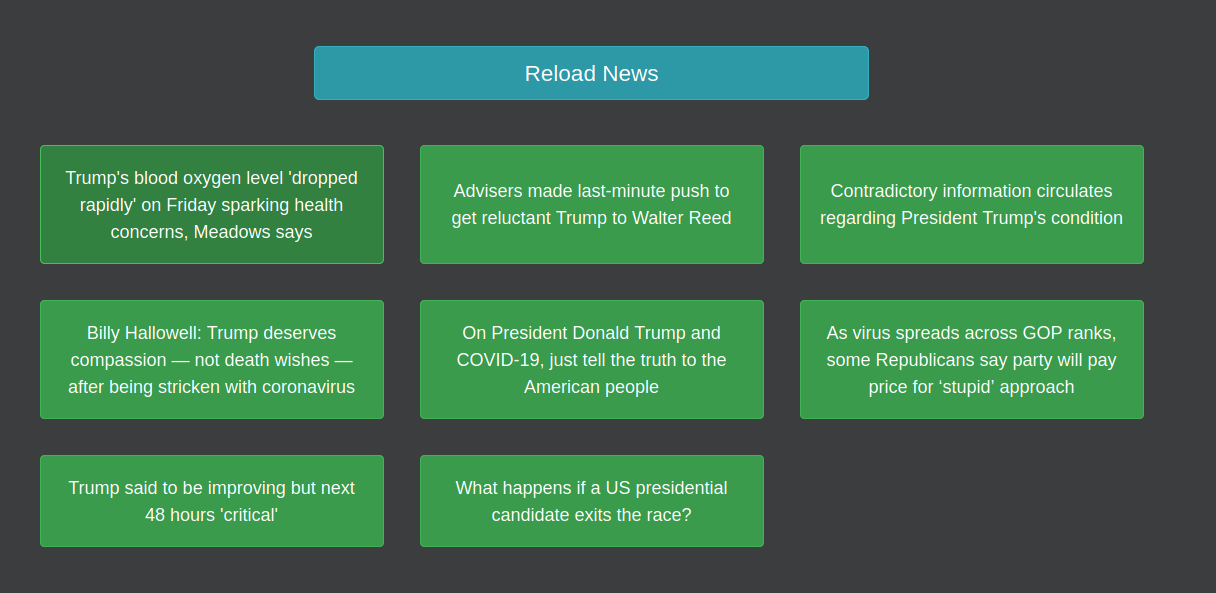 Reload News
Trump's blood oxygen level 'dropped
rapidly' on Friday sparking health
concerns, Meadows says
Advisers made last-minute push to
get reluctant Trump to Walter Reed
Contradictory information circulates
regarding President Trump's condition
Billy Hallowell: Trump deserves
compassion — not death wishes —
after being stricken with coronavirus
On President Donald Trump and
COVID-19, just tell the truth to the
American people
As virus spreads across GOP ranks,
some Republicans say party will pay
price for ‘stupid’ approach
Trump said to be improving but next
48 hours 'critical'
What happens if a US presidential
candidate exits the race?